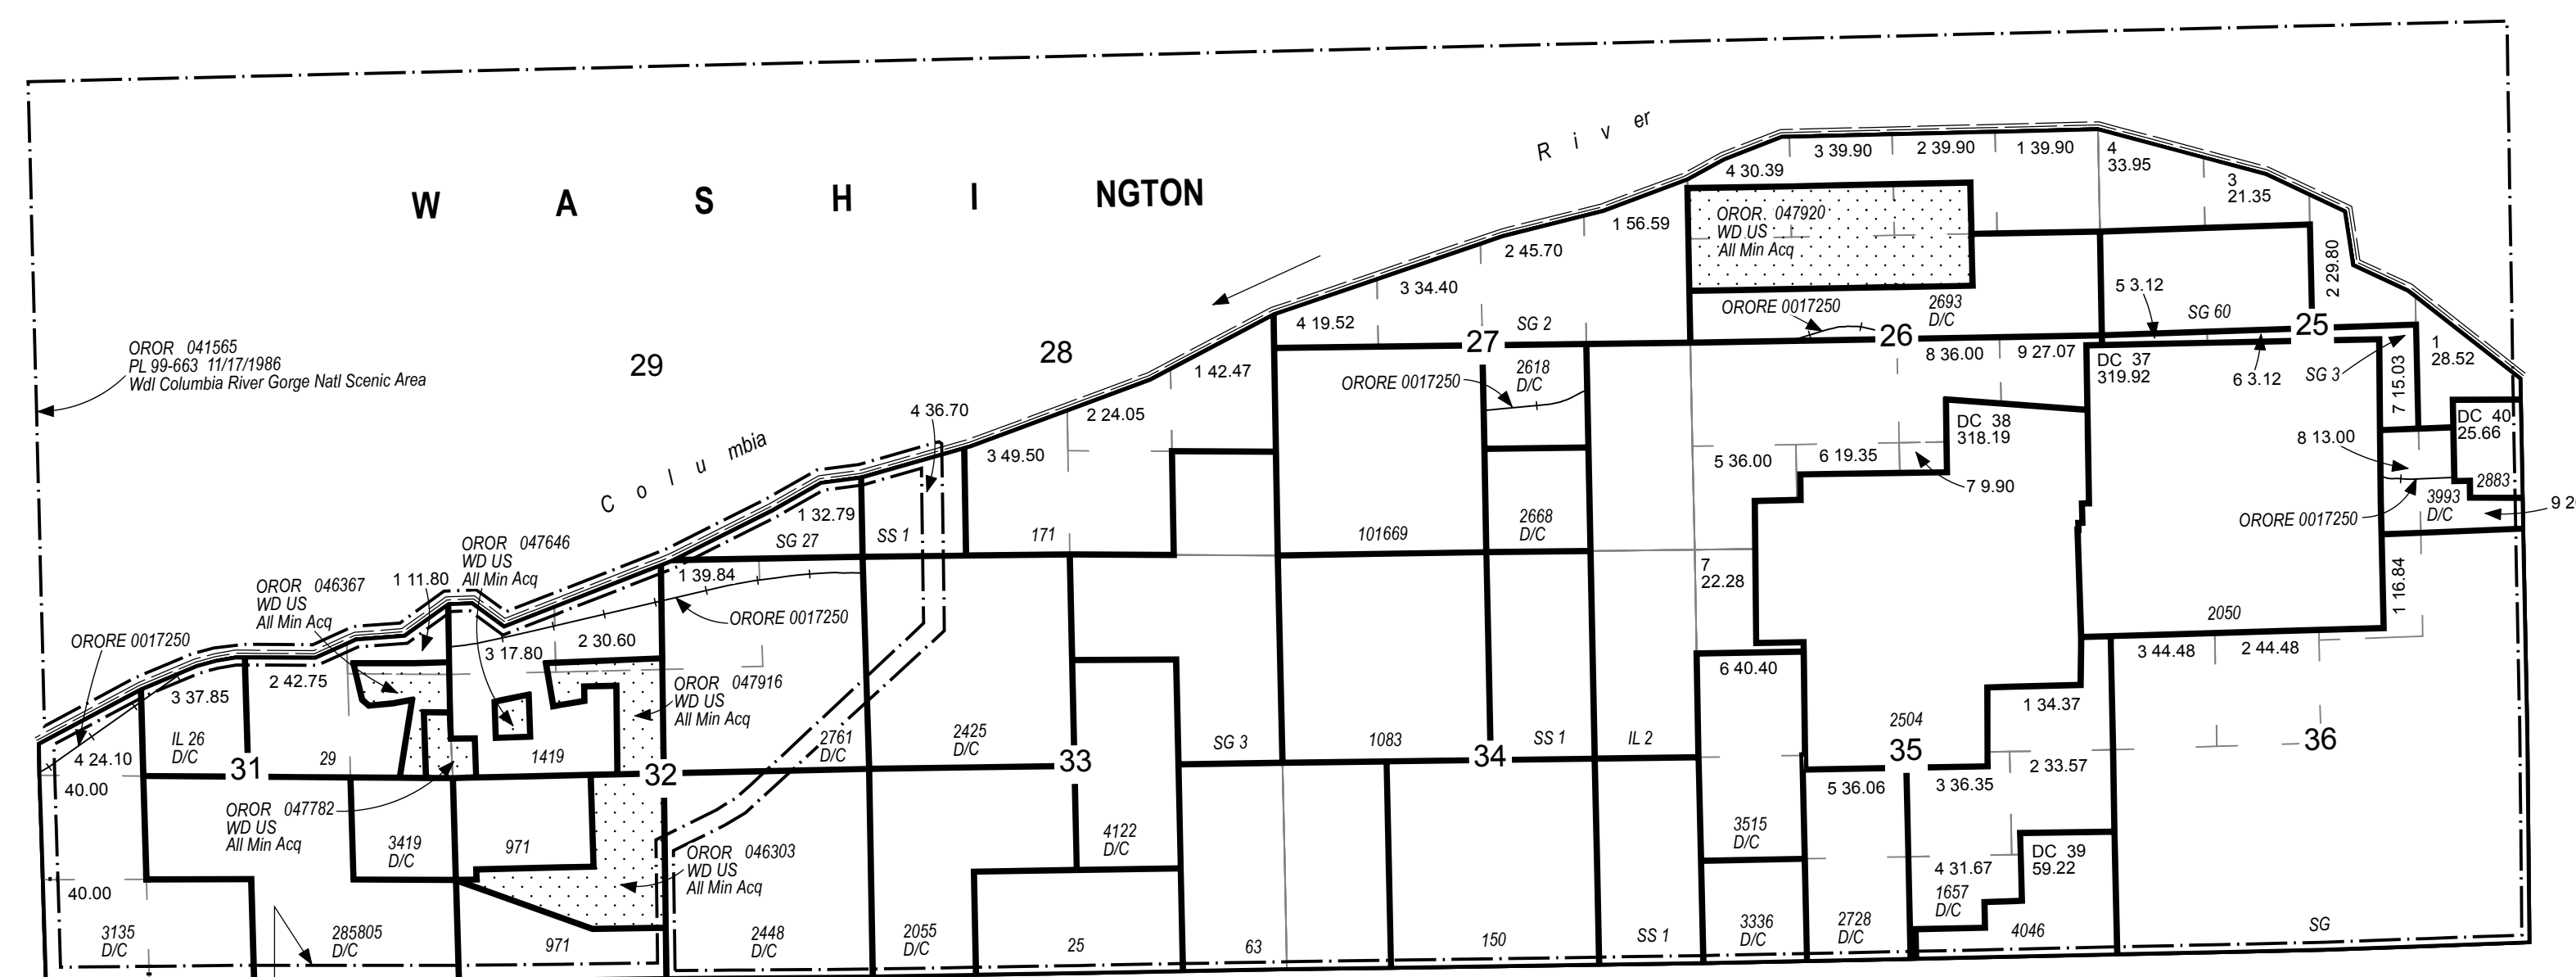 W A S H I NGTON
C o l u mbia
R i v er
OROR 041565
PL 99-663 11/17/1986
Wdl Columbia River Gorge Natl Scenic Area
29
28
4 30.39
3 39.90
2 39.90
1 39.90
4
33.95
3
21.35
2 29.80
1
28.52
1 56.59
2 45.70
3 34.40
4 19.52
SG 2
27
OROR 047920
WD US
All Min Acq
ORORE 0017250
2693
D/C
26
5 3.12
SG 60
25
1 42.47
2 24.05
3 49.50
4 36.70
2618
D/C
ORORE 0017250
8 36.00
9 27.07
DC 37
319.92
6 3.12
SG 3
7 15.03
DC 38
318.19
DC 40
25.66
8 13.00
2883
3993
D/C
ORORE 0017250
9 2
5 36.00
6 19.35
7 9.90
1 32.79
SG 27
SS 1
171
101669
2668
D/C
7
22.28
2050
1 16.84
OROR 047646
WD US
All Min Acq
OROR 046367
WD US
All Min Acq
1 11.80
1 39.84
ORORE 0017250
ORORE 0017250
2 30.60
3 17.80
2 42.75
3 37.85
4 24.10
IL 26
D/C
31
29
1419
OROR 047916
WD US
All Min Acq
2761
D/C
32
2425
D/C
33
SG 3
1083
34
SS 1
IL 2
6 40.40
2504
35
1 34.37
3 44.48
2 44.48
36
40.00
OROR 047782
WD US
All Min Acq
2 33.57
5 36.06
3 36.35
3419
D/C
971
4122
D/C
3515
D/C
OROR 046303
WD US
All Min Acq
DC 39
59.22
4 31.67
1657
D/C
40.00
3135
D/C
285805
D/C
971
2448
D/C
2055
D/C
25
63
150
SS 1
3336
D/C
2728
D/C
4046
SG